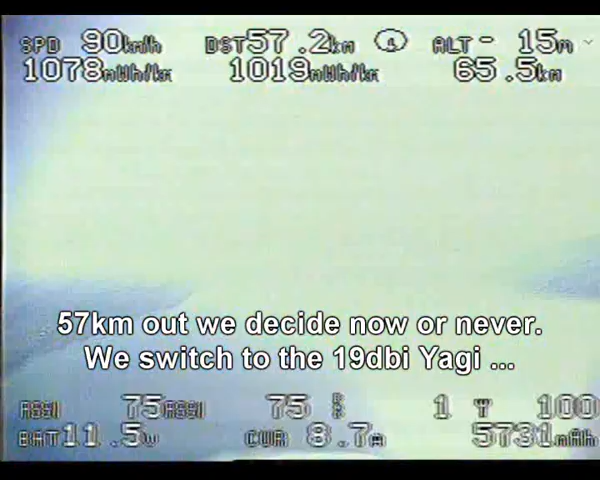 SPD 90km/h DST57.2km ALT- 15m
1078mWh/km 1019mWh/km 65.5km
57km out we decide now or never.
We switch to the 19dbi Yagi ...
RSSI 75RSSI 75 1 100
BAT11.5v CUR 8.7A 5731mAh